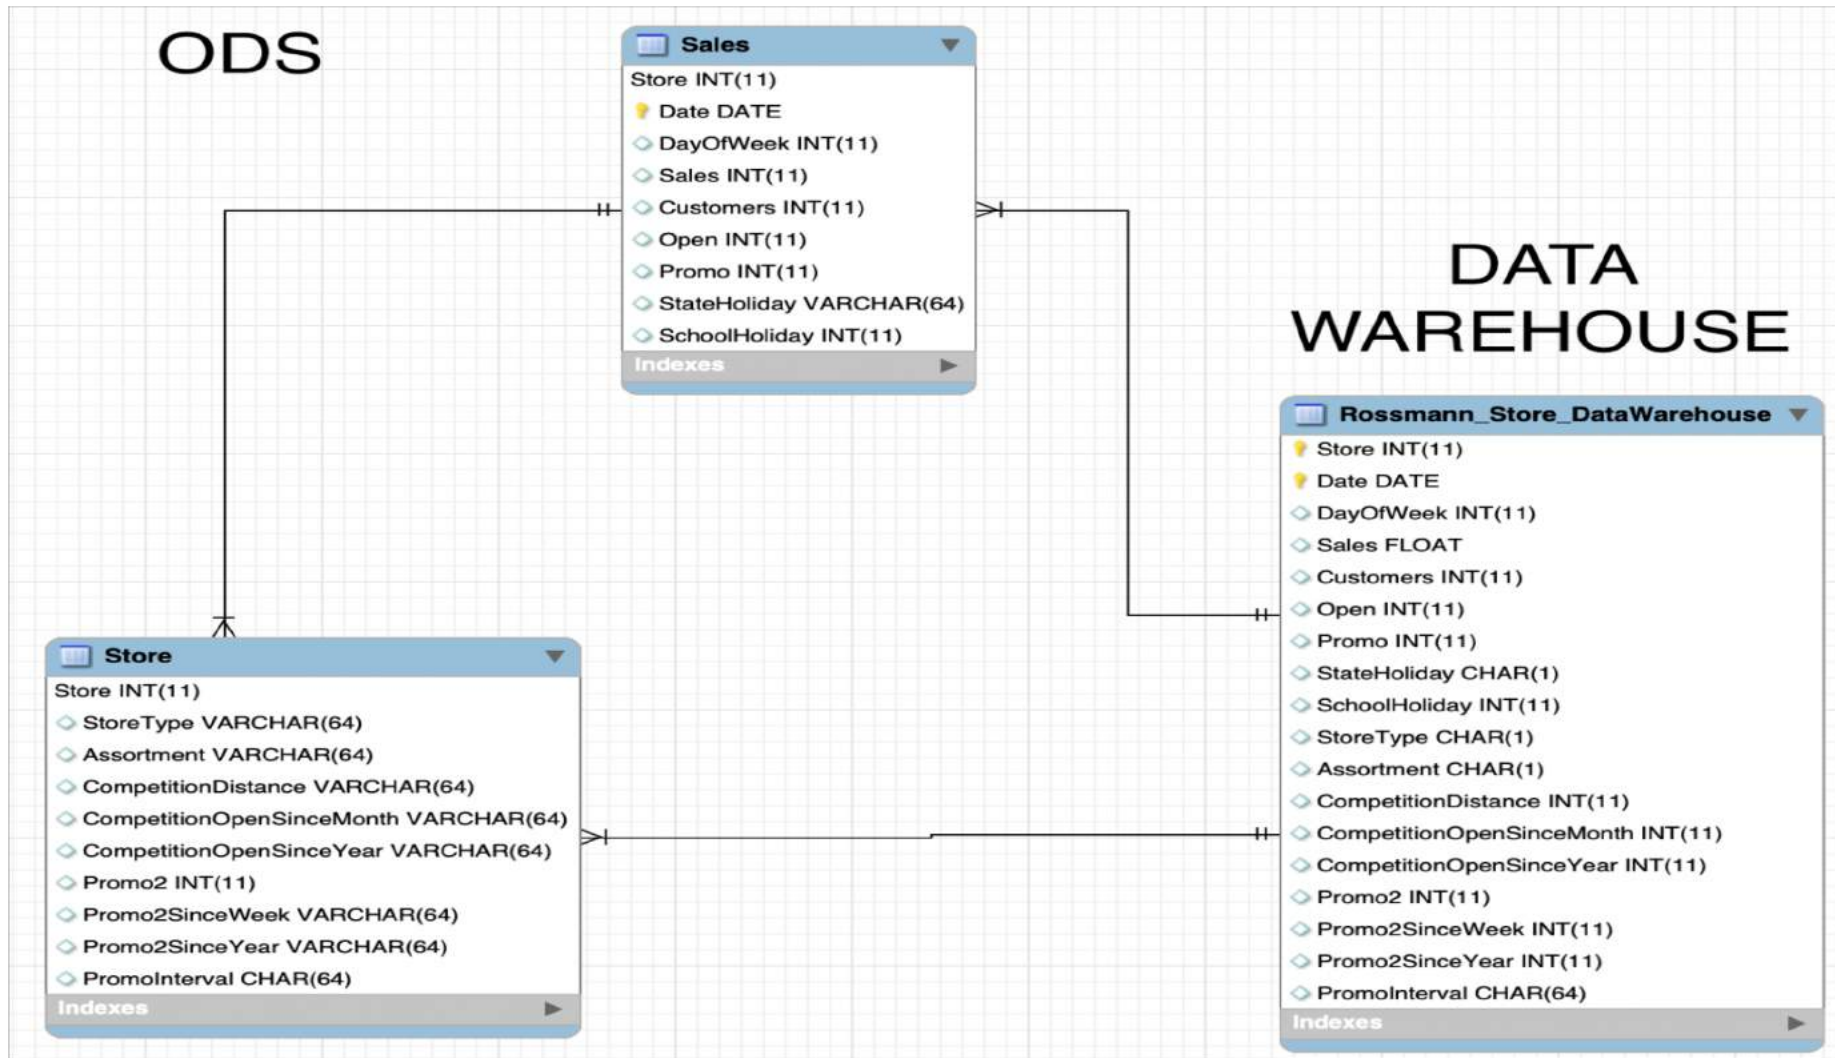 ODS
Sales
Store INT(11)
Date DATE
DayOfWeek INT(11)
Sales INT(11)
Customers INT(11)
Open INT(11)
Promo INT(11)
StateHoliday VARCHAR(64)
SchoolHoliday INT(11)
Indexes
DATA
WAREHOUSE
Store
Store INT(11)
StoreType VARCHAR(64)
Assortment VARCHAR(64)
CompetitionDistance VARCHAR(64)
CompetitionOpenSinceMonth VARCHAR(64)
CompetitionOpenSinceYear VARCHAR(64)
Promo2 INT(11)
Promo2SinceWeek VARCHAR(64)
Promo2SinceYear VARCHAR(64)
PromoInterval CHAR(64)
Indexes
Rossmann_Store_DataWarehouse
Store INT(11)
Date DATE
DayOfWeek INT(11)
Sales FLOAT
Customers INT(11)
Open INT(11)
Promo INT(11)
StateHoliday CHAR(1)
SchoolHoliday INT(11)
StoreType CHAR(1)
Assortment CHAR(1)
CompetitionDistance INT(11)
CompetitionOpenSinceMonth INT(11)
CompetitionOpenSinceYear INT(11)
Promo2 INT(11)
Promo2SinceWeek INT(11)
Promo2SinceYear INT(11)
PromoInterval CHAR(64)
Indexes